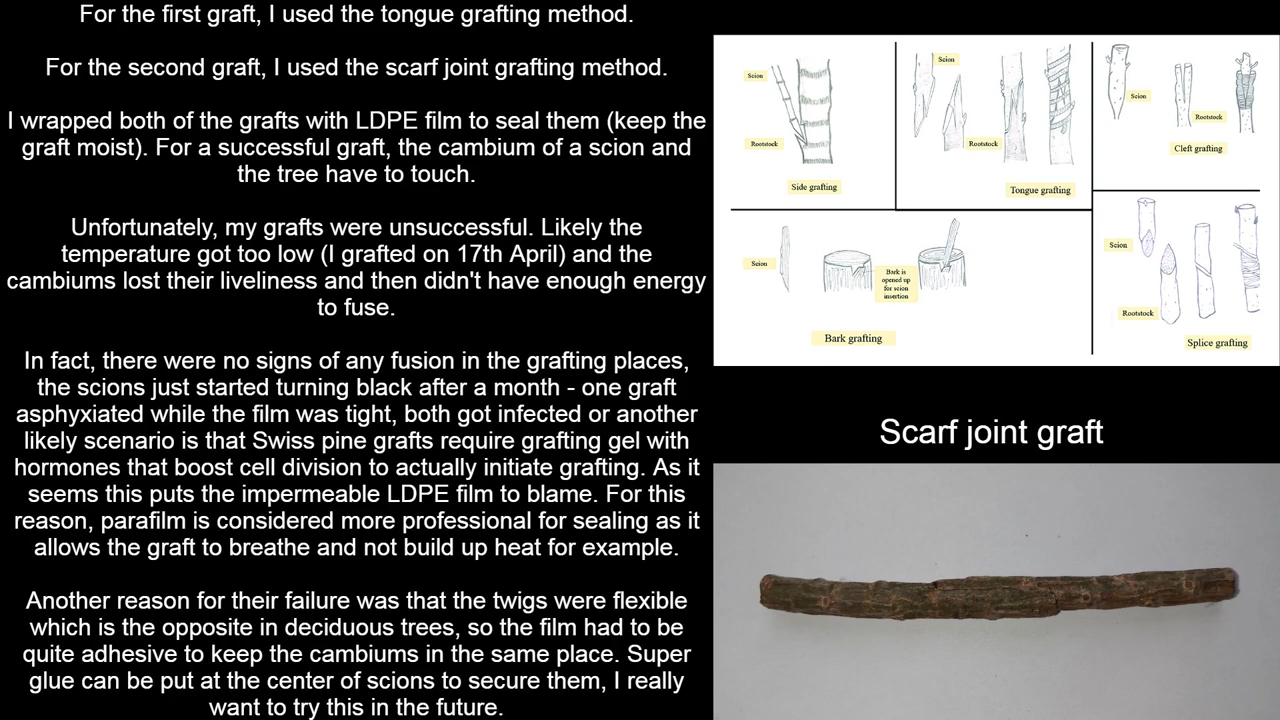 For the first graft, I used the tongue grafting method.
For the second graft, I used the scarf joint grafting method.
I wrapped both of the grafts with LDPE film to seal them (keep the
graft moist). For a successful graft, the cambium of a scion and
the tree have to touch.
Unfortunately, my grafts were unsuccessful. Likely the
temperature got too low (I grafted on 17th April) and the
cambiums lost their liveliness and then didn't have enough energy
to fuse.
In fact, there were no signs of any fusion in the grafting places,
the scions just started turning black after a month - one graft
asphyxiated while the film was tight, both got infected or another
likely scenario is that Swiss pine grafts require grafting gel with
hormones that boost cell division to actually initiate grafting. As it
seems this puts the impermeable LDPE film to blame. For this
reason, parafilm is considered more professional for sealing as it
allows the graft to breathe and not build up heat for example.
Another reason for their failure was that the twigs were flexible
which is the opposite in deciduous trees, so the film had to be
quite adhesive to keep the cambiums in the same place. Super
glue can be put at the center of scions to secure them, I really
want to try this in the future.
Scion
Rootstock
Side grafting
Scion
Rootstock
Tongue grafting
Scion
Rootstock
Cleft grafting
Scion
Bark is
opened up
for scion
insertion
Bark grafting
Scion
Rootstock
Splice grafting
Scarf joint graft